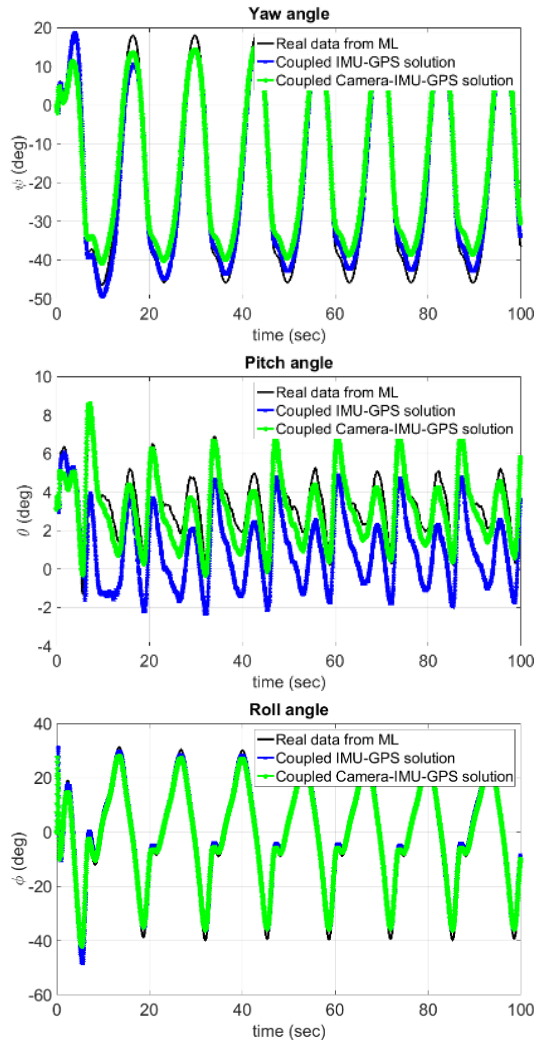 Yaw angle
20
10
0
-10
-20
-30
-40
-50
ψ (deg)
Real data from ML
Coupled IMU-GPS solution
Coupled Camera-IMU-GPS solution
0 20 40 60 80 100
time (sec)
Pitch angle
10
8
6
4
2
0
-2
-4
θ (deg)
Real data from ML
Coupled IMU-GPS solution
Coupled Camera-IMU-GPS solution
0 20 40 60 80 100
time (sec)
Roll angle
40
20
0
-20
-40
-60
ϕ (deg)
Real data from ML
Coupled IMU-GPS solution
Coupled Camera-IMU-GPS solution
0 20 40 60 80 100
time (sec)